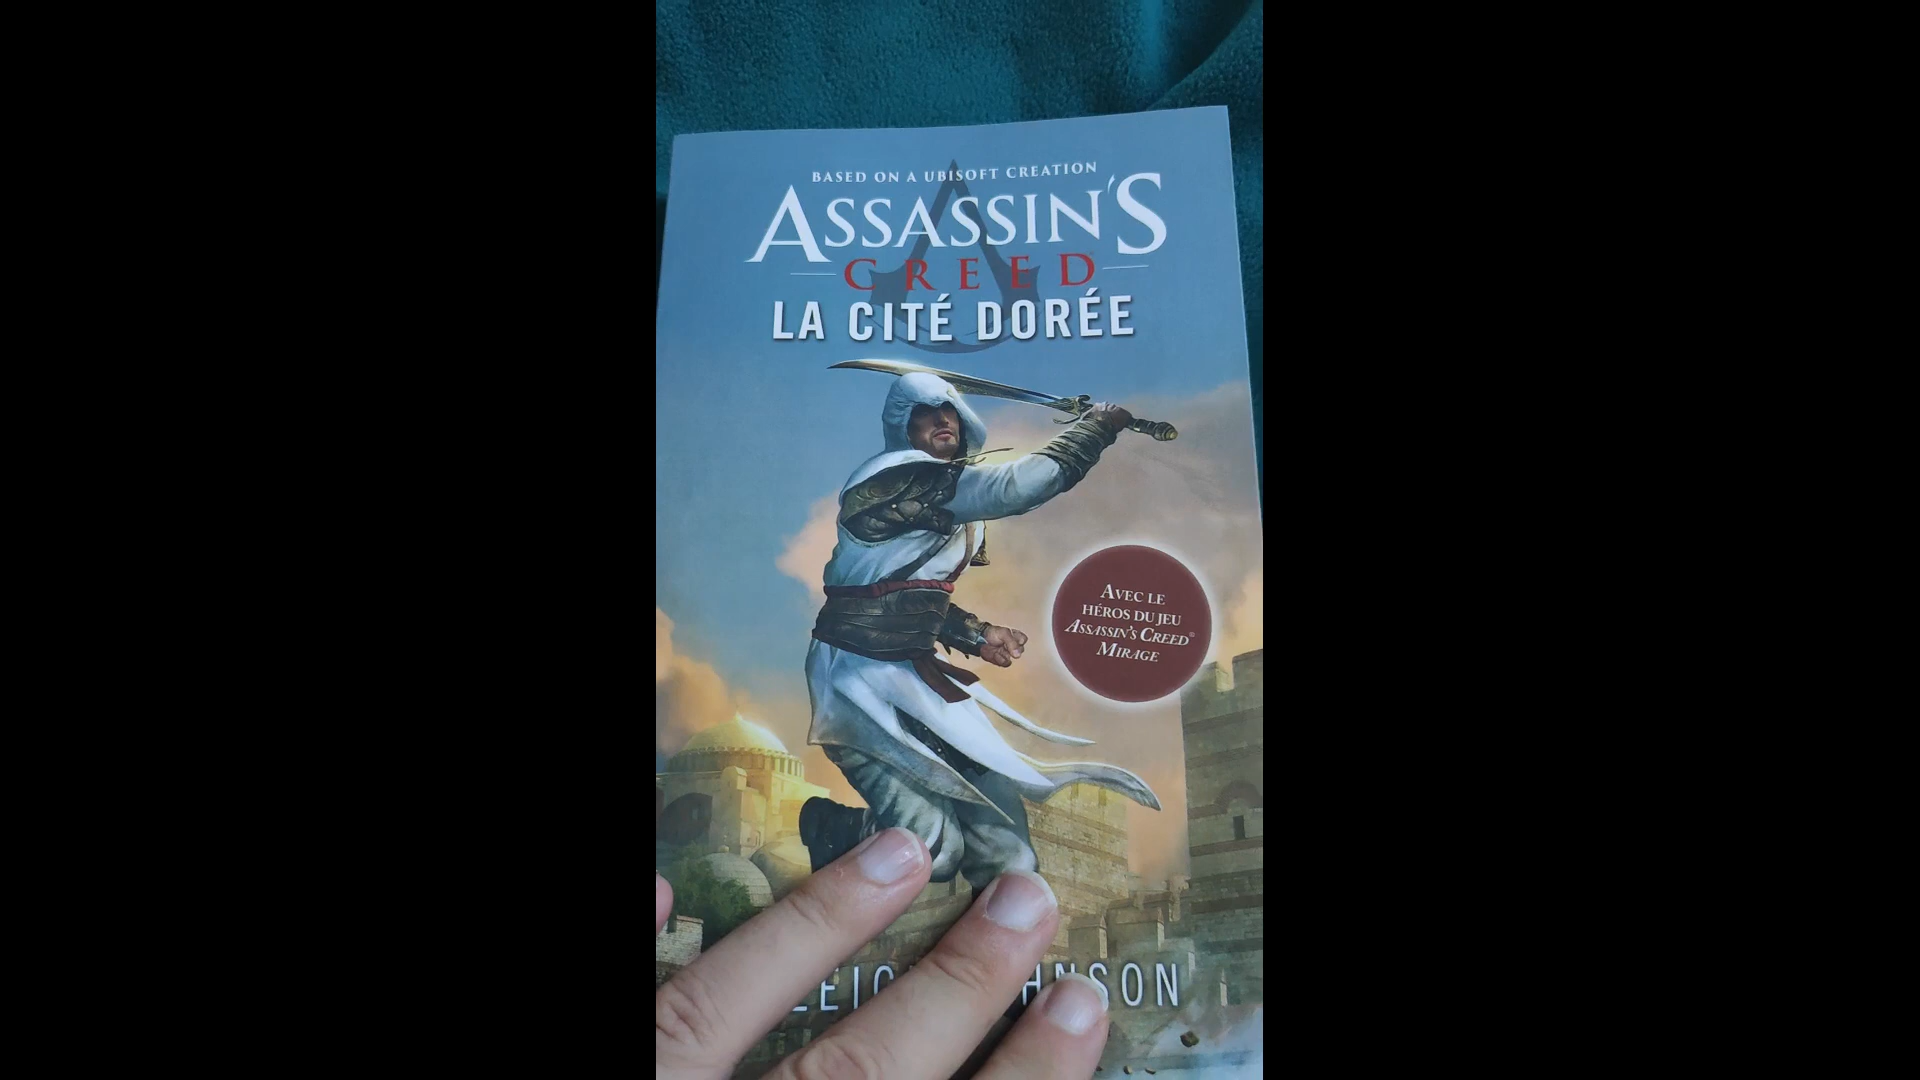 BASED ON A UBISOFT CREATION
ASSASSIN'S
CREED
LA CITÉ DORÉE
AVEC LE
HÉROS DU JEU
ASSASSIN'S CREED®
MIRAGE